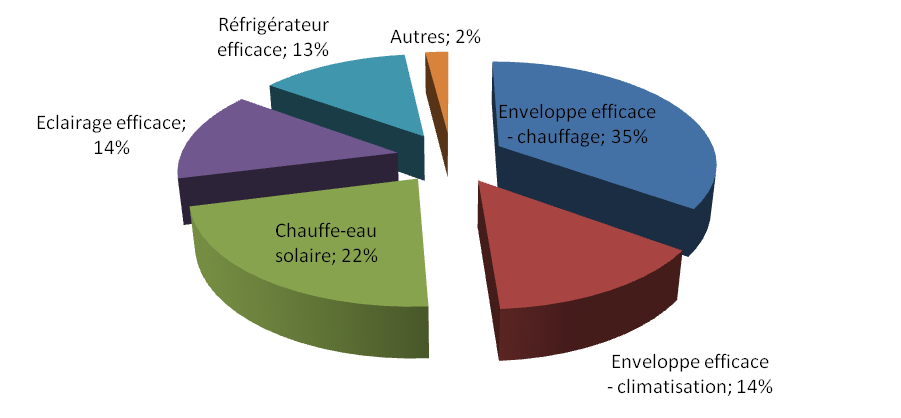 Réfrigérateur
efficace; 13%
Autres; 2%
Enveloppe efficace
- chauffage; 35%
Eclairage efficace;
14%
Chauffe-eau
solaire; 22%
Enveloppe efficace
- climatisation; 14%